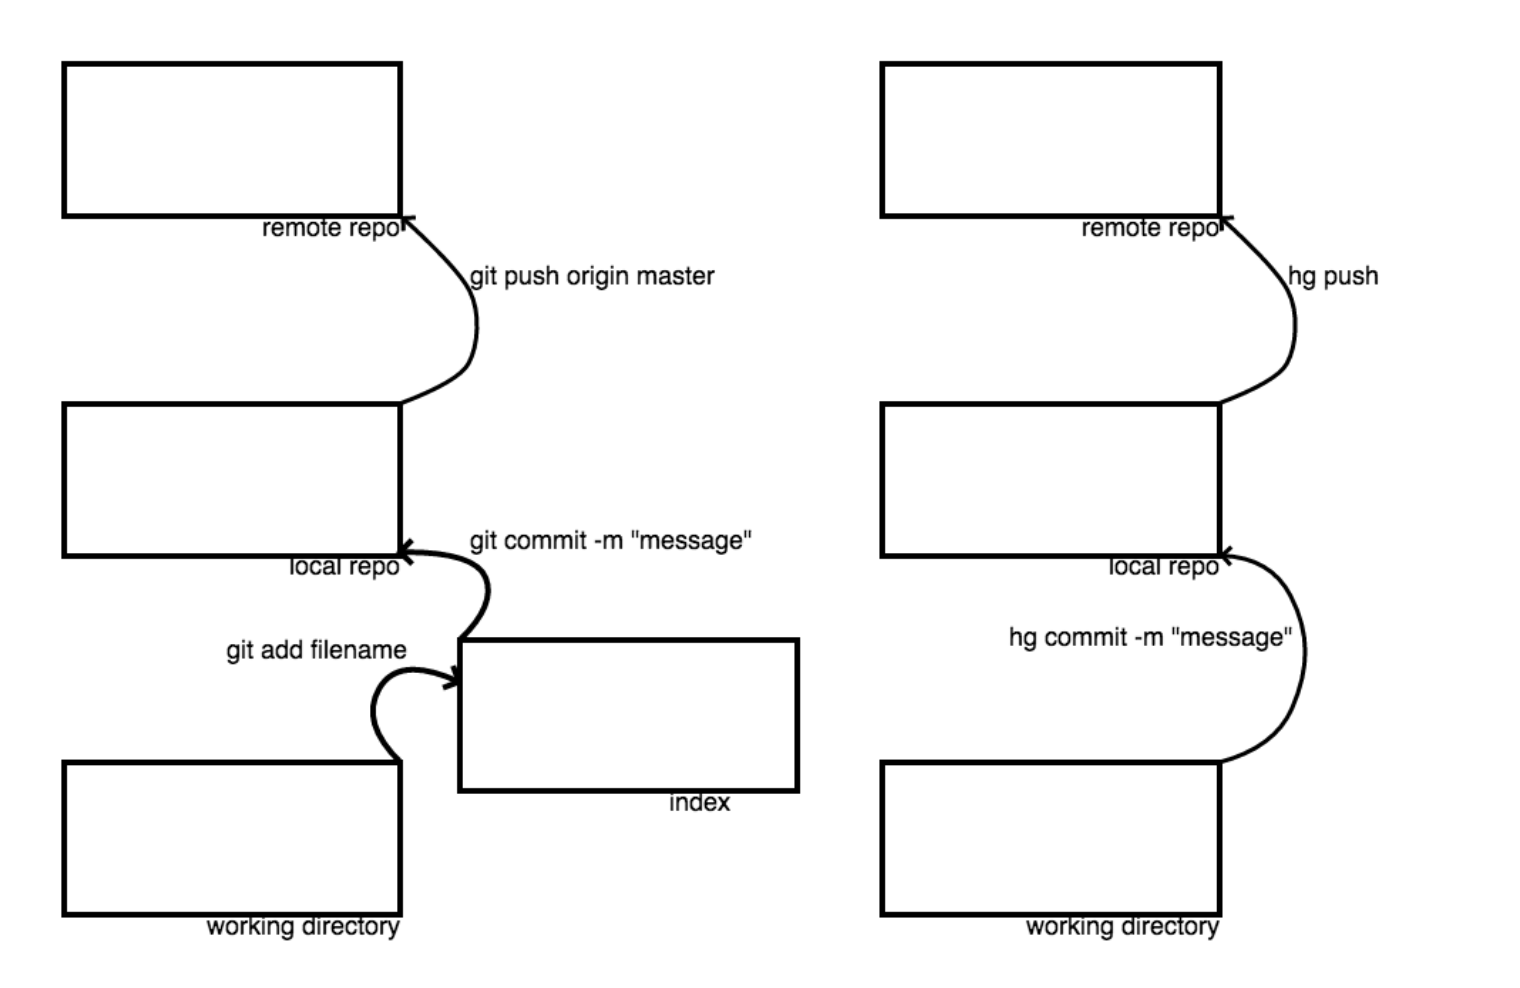 remote repo
git push origin master
local repo
git commit -m "message"
git add filename
index
working directory
remote repo
hg push
local repo
hg commit -m "message"
working directory